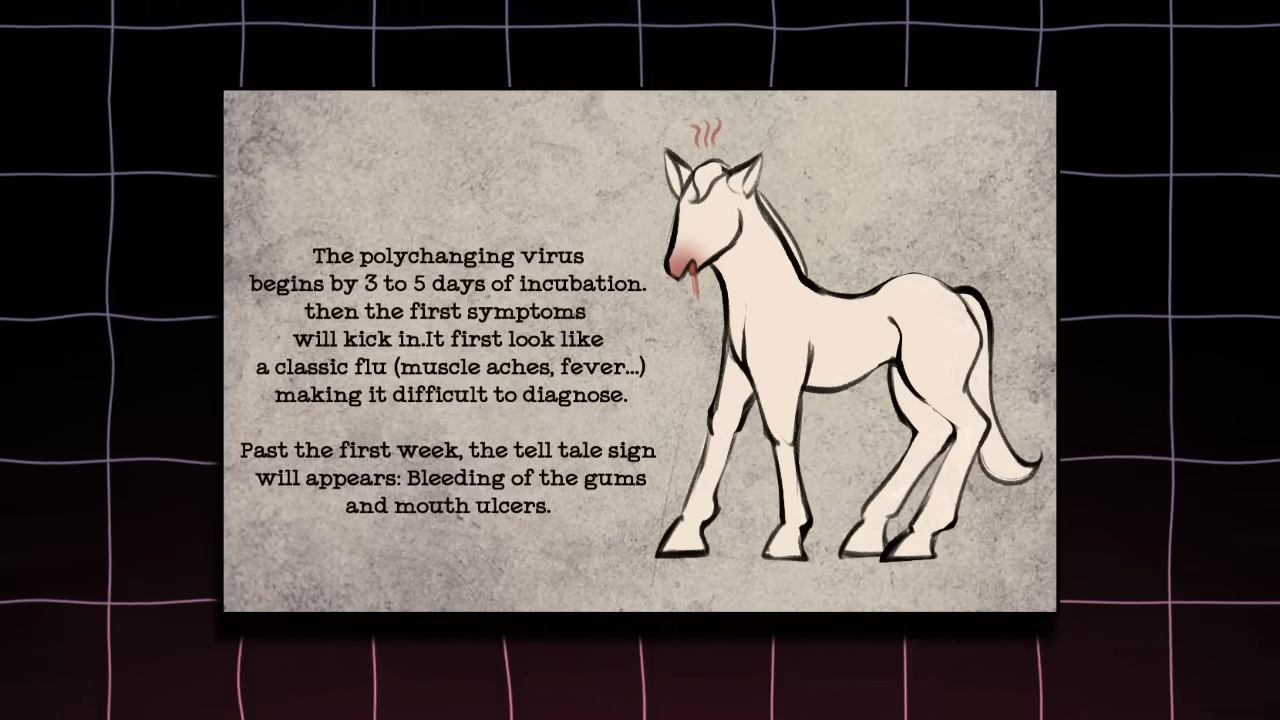 The polychanging virus
begins by 3 to 5 days of incubation.
then the first symptoms
will kick in.It first look like
a classic flu (muscle aches, fever...)
making it difficult to diagnose.
Past the first week, the tell tale sign
will appears: Bleeding of the gums
and mouth ulcers.